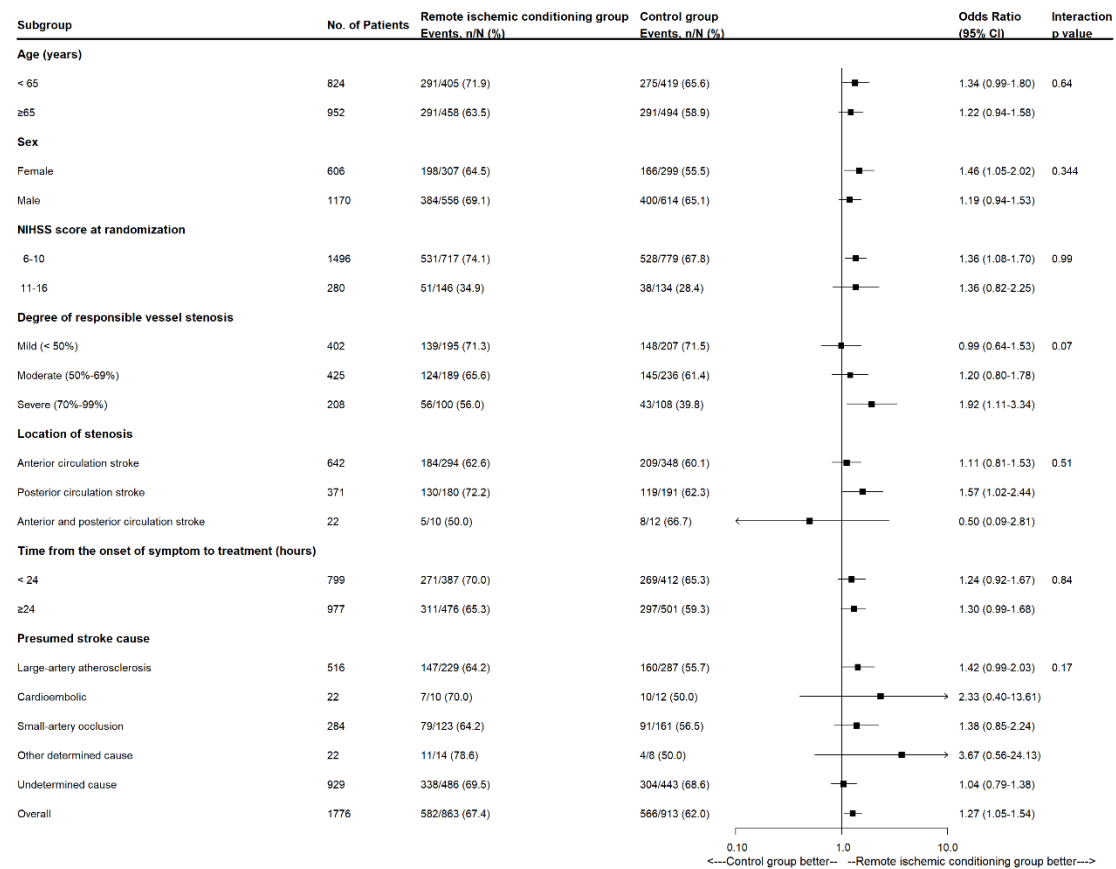 Subgroup No. of Patients Remote ischemic conditioning group Events, n/N (%) Control group Events, n/N (%) Odds Ratio (95% CI) Interaction p value
Age (years)
< 65 824 291/405 (71.9) 275/419 (65.6) 1.34 (0.99-1.80) 0.64
≥65 952 291/458 (63.5) 291/494 (58.9) 1.22 (0.94-1.58)
Sex
Female 606 198/307 (64.5) 166/299 (55.5) 1.46 (1.05-2.02) 0.344
Male 1170 384/556 (69.1) 400/614 (65.1) 1.19 (0.94-1.53)
NIHSS score at randomization
6-10 1496 531/717 (74.1) 528/779 (67.8) 1.36 (1.08-1.70) 0.99
11-16 280 51/146 (34.9) 38/134 (28.4) 1.36 (0.82-2.25)
Degree of responsible vessel stenosis
Mild (< 50%) 402 139/195 (71.3) 148/207 (71.5) 0.99 (0.64-1.53) 0.07
Moderate (50%-69%) 425 124/189 (65.6) 145/236 (61.4) 1.20 (0.80-1.78)
Severe (70%-99%) 208 56/100 (56.0) 43/108 (39.8) 1.92 (1.11-3.34)
Location of stenosis
Anterior circulation stroke 642 184/294 (62.6) 209/348 (60.1) 1.11 (0.81-1.53) 0.51
Posterior circulation stroke 371 130/180 (72.2) 119/191 (62.3) 1.57 (1.02-2.44)
Anterior and posterior circulation stroke 22 5/10 (50.0) 8/12 (66.7) 0.50 (0.09-2.81)
Time from the onset of symptom to treatment (hours)
< 24 799 271/387 (70.0) 269/412 (65.3) 1.24 (0.92-1.67) 0.84
≥24 977 311/476 (65.3) 297/501 (59.3) 1.30 (0.99-1.68)
Presumed stroke cause
Large-artery atherosclerosis 516 147/229 (64.2) 160/287 (55.7) 1.42 (0.99-2.03) 0.17
Cardioembolic 22 7/10 (70.0) 10/12 (50.0) 2.33 (0.40-13.61)
Small-artery occlusion 284 79/123 (64.2) 91/161 (56.5) 1.38 (0.85-2.24)
Other determined cause 22 11/14 (78.6) 4/8 (50.0) 3.67 (0.56-24.13)
Undetermined cause 929 338/486 (69.5) 304/443 (68.6) 1.04 (0.79-1.38)
Overall 1776 582/863 (67.4) 566/913 (62.0) 1.27 (1.05-1.54)
0.10 1.0 10.0
<---Control group better-- --Remote ischemic conditioning group better--->